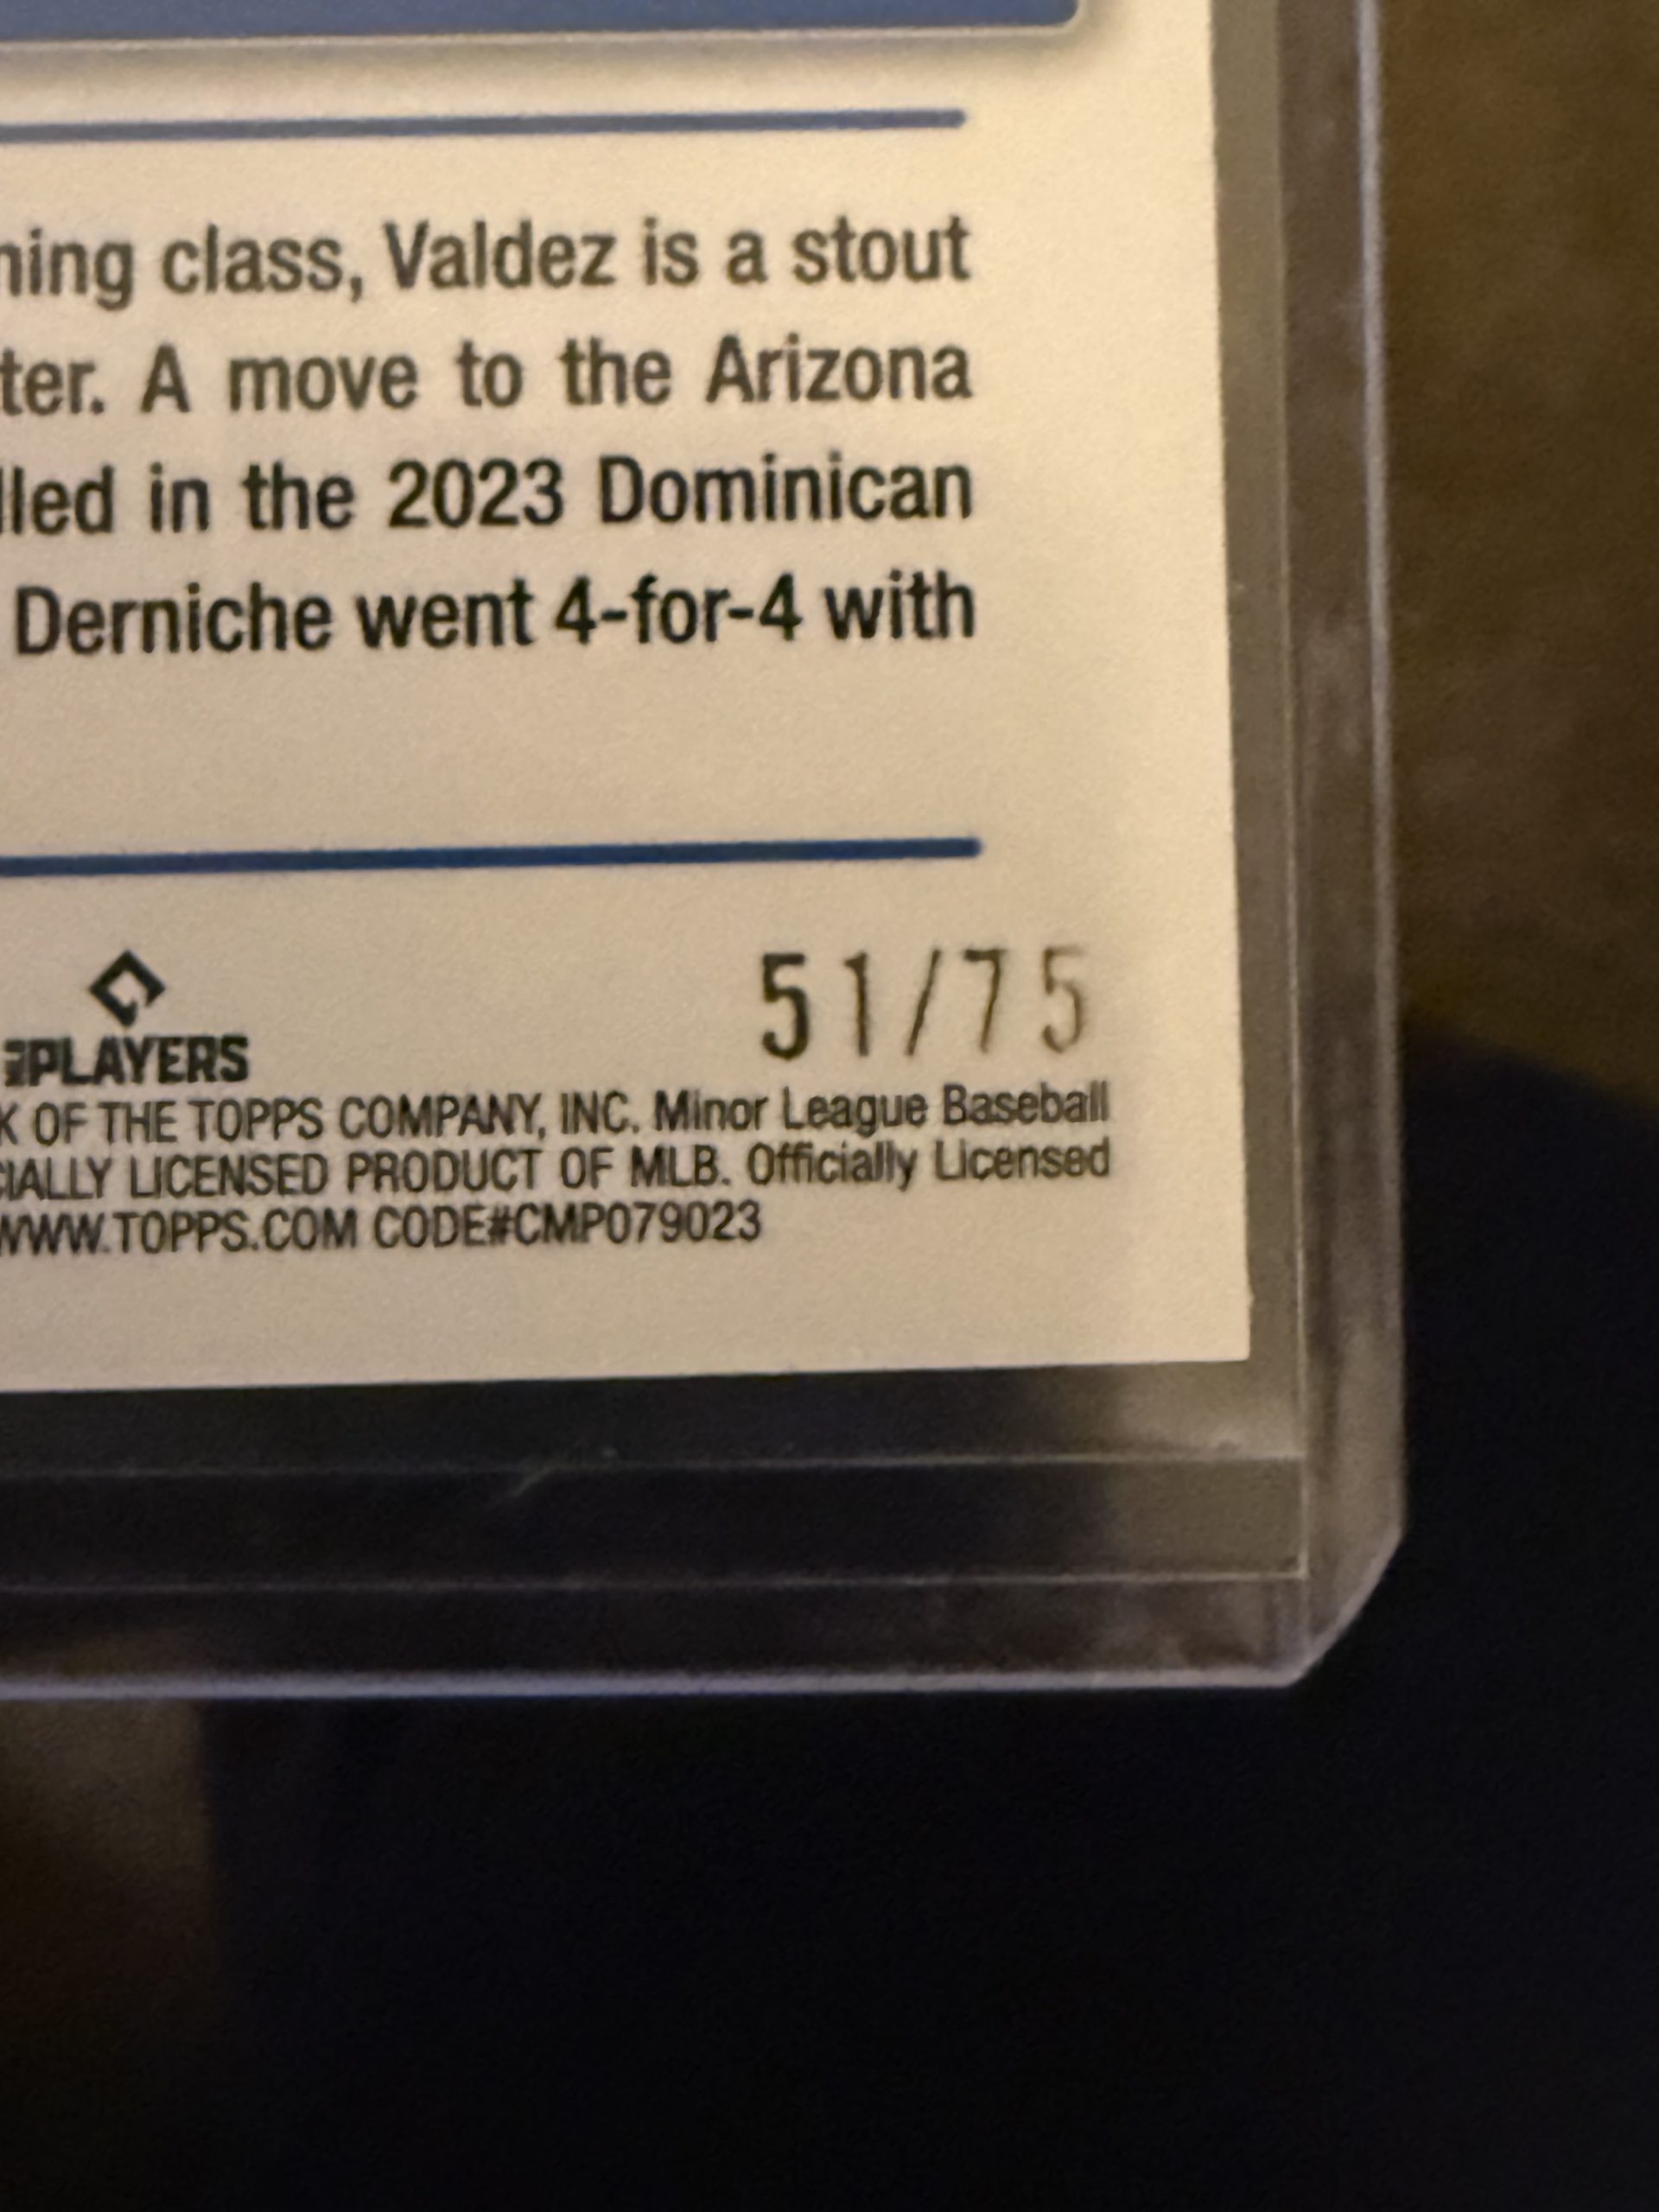 ning class, Valdez is a stout
ter. A move to the Arizona
lled in the 2023 Dominican
Derniche went 4-for-4 with
51/75
PLAYERS
K OF THE TOPPS COMPANY, INC. Minor League Baseball
CIALLY LICENSED PRODUCT OF MLB. Officially Licensed
WWW.TOPPS.COM CODE#CMP079023